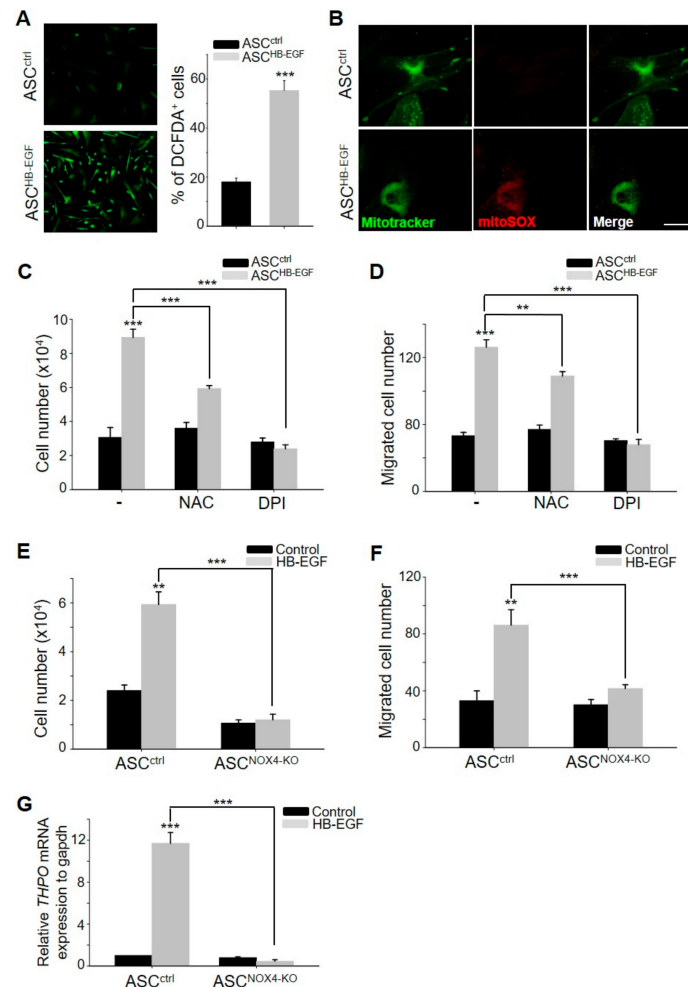 A
ASCctrl
ASCHB-EGF
ASCctrl
ASCHB-EGF
***
% of DCFDA+ cells
60
40
20
0
B
ASCctrl
ASCHB-EGF
Mitotracker
mitoSOX
Merge
C
ASCctrl
ASCHB-EGF
***
***
***
Cell number (x104)
10
8
6
4
2
0
-
NAC
DPI
D
ASCctrl
ASCHB-EGF
***
**
***
Migrated cell number
120
80
40
0
-
NAC
DPI
E
Control
HB-EGF
***
**
Cell number (x104)
6
4
2
0
ASCctrl
ASCNOX4-KO
F
Control
HB-EGF
***
**
Migrated cell number
120
80
40
0
ASCctrl
ASCNOX4-KO
G
Control
HB-EGF
***
***
Relative THPO mRNA
expression to gapdh
12
8
4
0
ASCctrl
ASCNOX4-KO